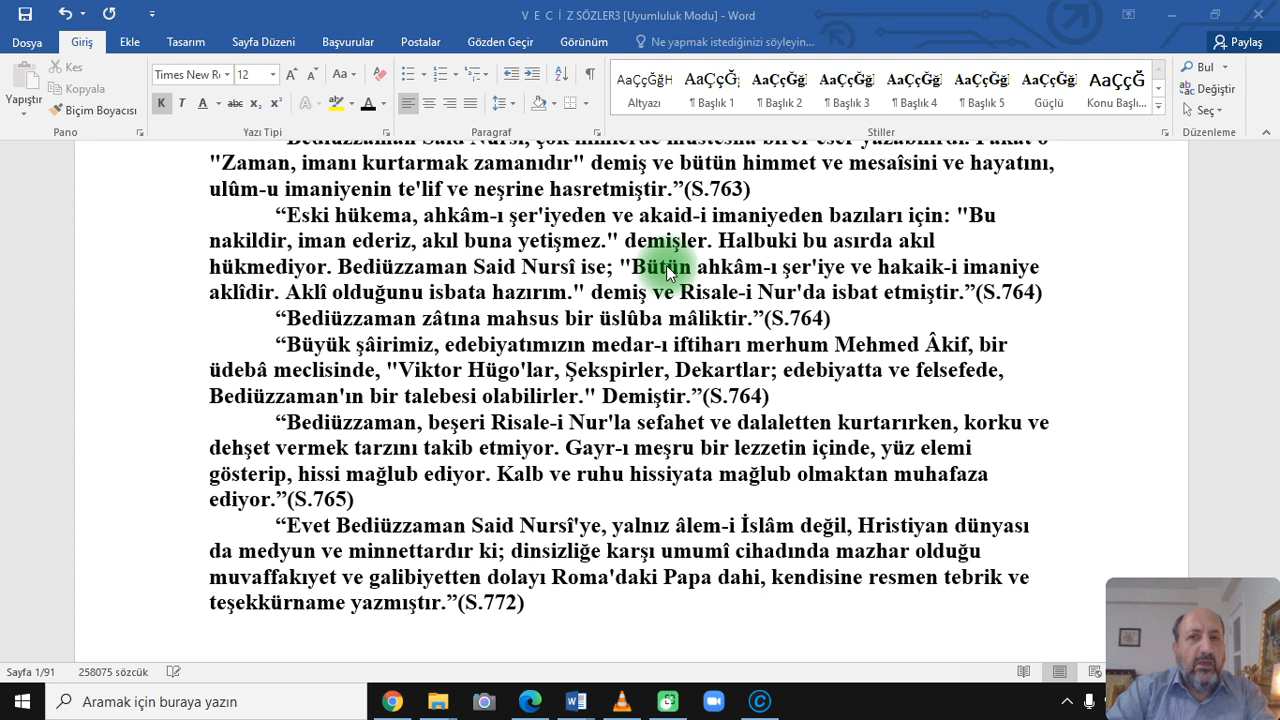 V E C İ Z SÖZLER3 [Uyumluluk Modu] - Word
Dosya Giriş Ekle Tasarım Sayfa Düzeni Başvurular Postalar Gözden Geçir Görünüm Ne yapmak istediğinizi söyleyin... Paylaş
Yapıştır
Kes
Kopyala
Biçim Boyacısı
Pano
Times New Ro 12
Yazı Tipi
Paragraf
AaÇçĞğH AaÇçĞğ AaÇçĞğ AaÇçĞğ AaÇçĞğ AaÇçĞğ AaÇçĞğ AaÇçĞ
Altyazı ¶ Başlık 1 ¶ Başlık 2 ¶ Başlık 3 ¶ Başlık 4 ¶ Başlık 5 Güçlü Konu Başlı...
Stiller
Bul
Değiştir
Seç
Düzenleme
"Zaman, imanı kurtarmak zamanıdır" demiş ve bütün himmet ve mesaîsini ve hayatını,
ulûm-u imaniyenin te'lif ve neşrine hasretmiştir.”(S.763)
“Eski hükema, ahkâm-ı şer'iyeden ve akaid-i imaniyeden bazıları için: "Bu
nakildir, iman ederiz, akıl buna yetişmez." demişler. Halbuki bu asırda akıl
hükmediyor. Bediüzzaman Said Nursî ise; "Bütün ahkâm-ı şer'iye ve hakaik-i imaniye
aklîdir. Aklî olduğunu isbata hazırım." demiş ve Risale-i Nur'da isbat etmiştir.”(S.764)
“Bediüzzaman zâtına mahsus bir üslûba mâliktir.”(S.764)
“Büyük şâirimiz, edebiyatımızın medar-ı iftiharı merhum Mehmed Âkif, bir
üdebâ meclisinde, "Viktor Hügo'lar, Şekspirler, Dekartlar; edebiyatta ve felsefede,
Bediüzzaman'ın bir talebesi olabilirler." Demiştir.”(S.764)
“Bediüzzaman, beşeri Risale-i Nur'la sefahet ve dalaletten kurtarırken, korku ve
dehşet vermek tarzını takib etmiyor. Gayr-ı meşru bir lezzetin içinde, yüz elemi
gösterip, hissi mağlub ediyor. Kalb ve ruhu hissiyata mağlub olmaktan muhafaza
ediyor.”(S.765)
“Evet Bediüzzaman Said Nursî'ye, yalnız âlem-i İslâm değil, Hristiyan dünyası
da medyun ve minnettardır ki; dinsizliğe karşı umumî cihadında mazhar olduğu
muvaffakıyet ve galibiyetten dolayı Roma'daki Papa dahi, kendisine resmen tebrik ve
teşekkürname yazmıştır.”(S.772)
Sayfa 1/91 258075 sözcük
Aramak için buraya yazın